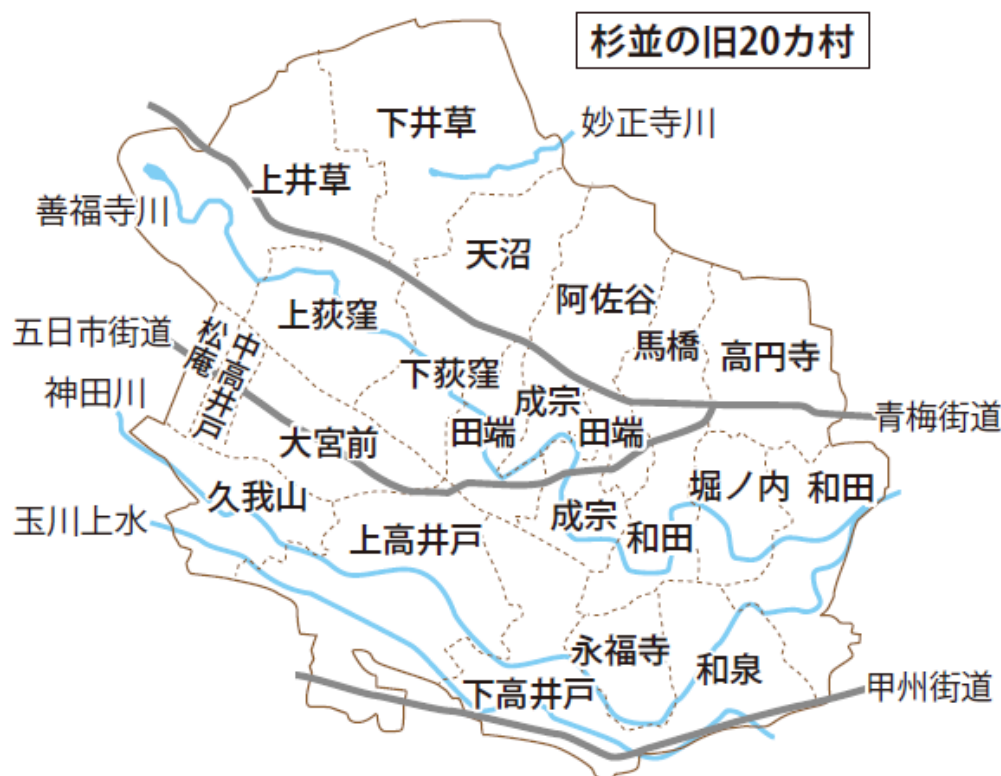 杉並の旧20カ村
下井草
妙正寺川
上井草
善福寺川
天沼
阿佐谷
上荻窪
五日市街道
松庵
中高井戸
馬橋
高円寺
下荻窪
神田川
成宗
青梅街道
大宮前
田端
田端
久我山
堀ノ内
和田
玉川上水
成宗
上高井戸
和田
永福寺
和泉
下高井戸
甲州街道